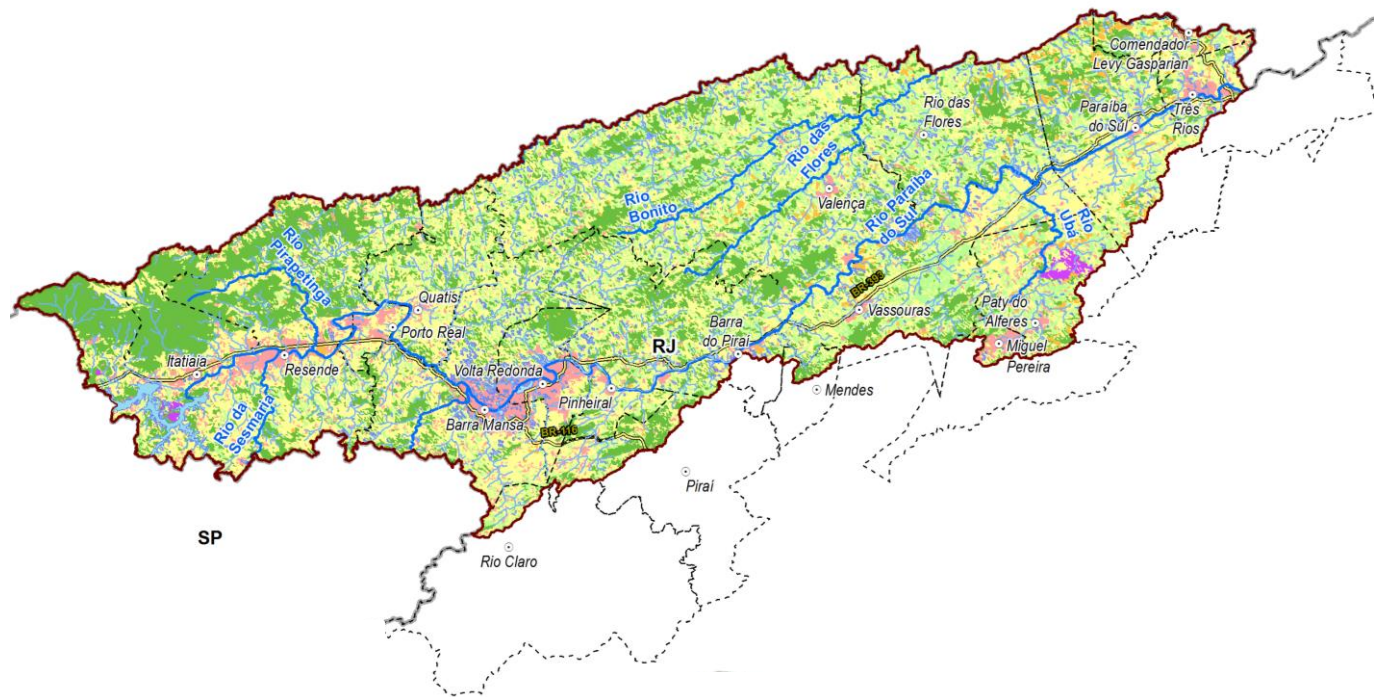 Comendador
Levy Gasparian
Três
Rios
Paraíba
do Súl
Rio das
Flores
Rio das
Flores
Valença
Rio
Bonito
Rio Paraíba
do Sul
Rio
Ubá
Rio
Pirapetinga
Quatis
Porto Real
Itatiaia
Resende
BR-393
Vassouras
Paty do
Alferes
Miguel
Pereira
Barra
do Piraí
RJ
Volta Redonda
Pinheiral
Barra Mansa
BR-116
Rio da
Sesmaria
Mendes
Piraí
SP
Rio Claro